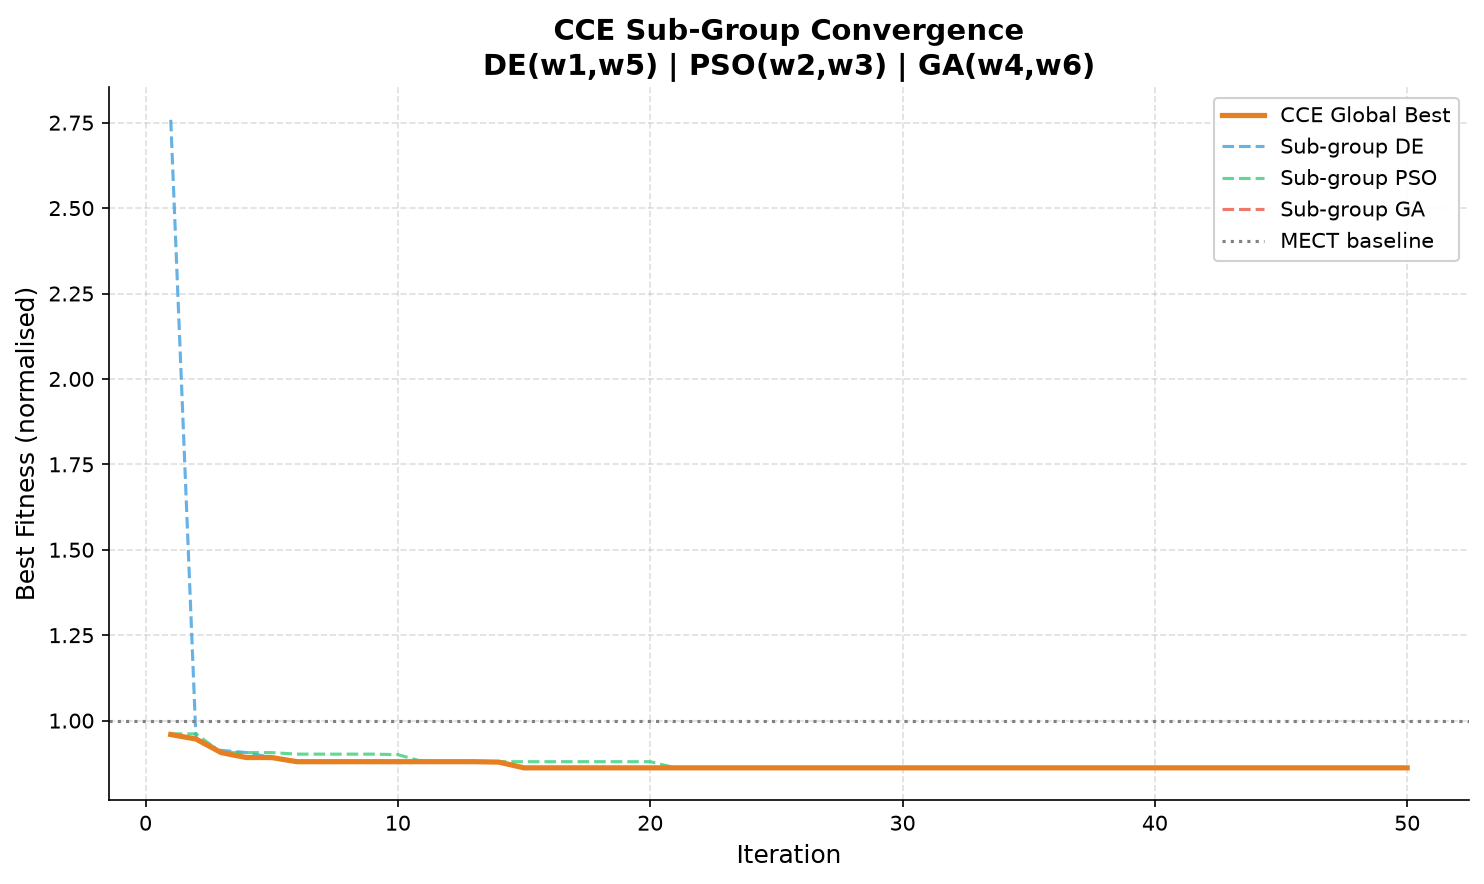 CCE Sub-Group Convergence
DE(w1,w5) | PSO(w2,w3) | GA(w4,w6)
CCE Global Best
Sub-group DE
Sub-group PSO
Sub-group GA
MECT baseline
Best Fitness (normalised)
2.75
2.50
2.25
2.00
1.75
1.50
1.25
1.00
0
10
20
30
40
50
Iteration